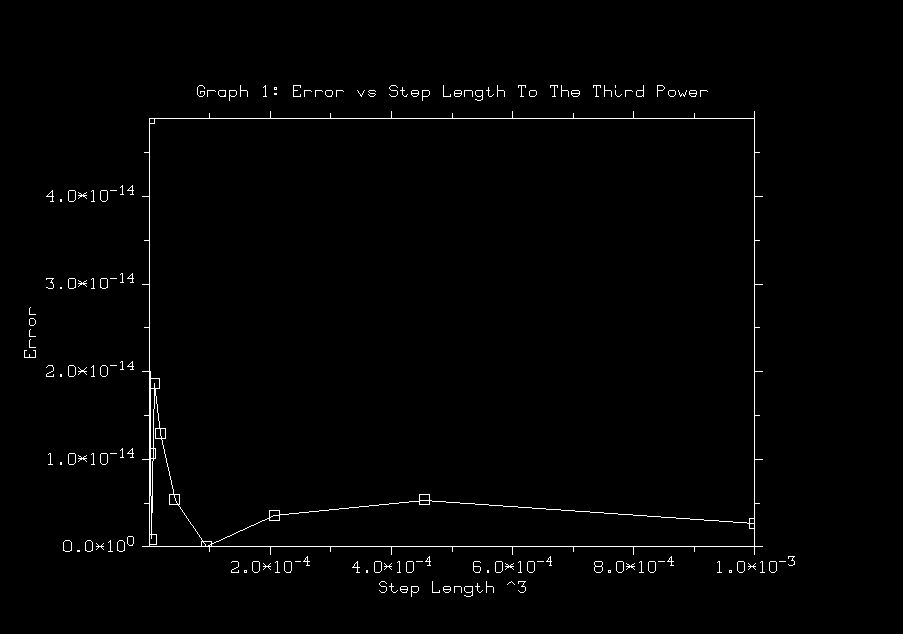 Graph 1: Error vs Step Length To The Third Power
4.0*10^-14
3.0*10^-14
2.0*10^-14
1.0*10^-14
0.0*10^0
Error
2.0*10^-4 4.0*10^-4 6.0*10^-4 8.0*10^-4 1.0*10^-3
Step Length ^3